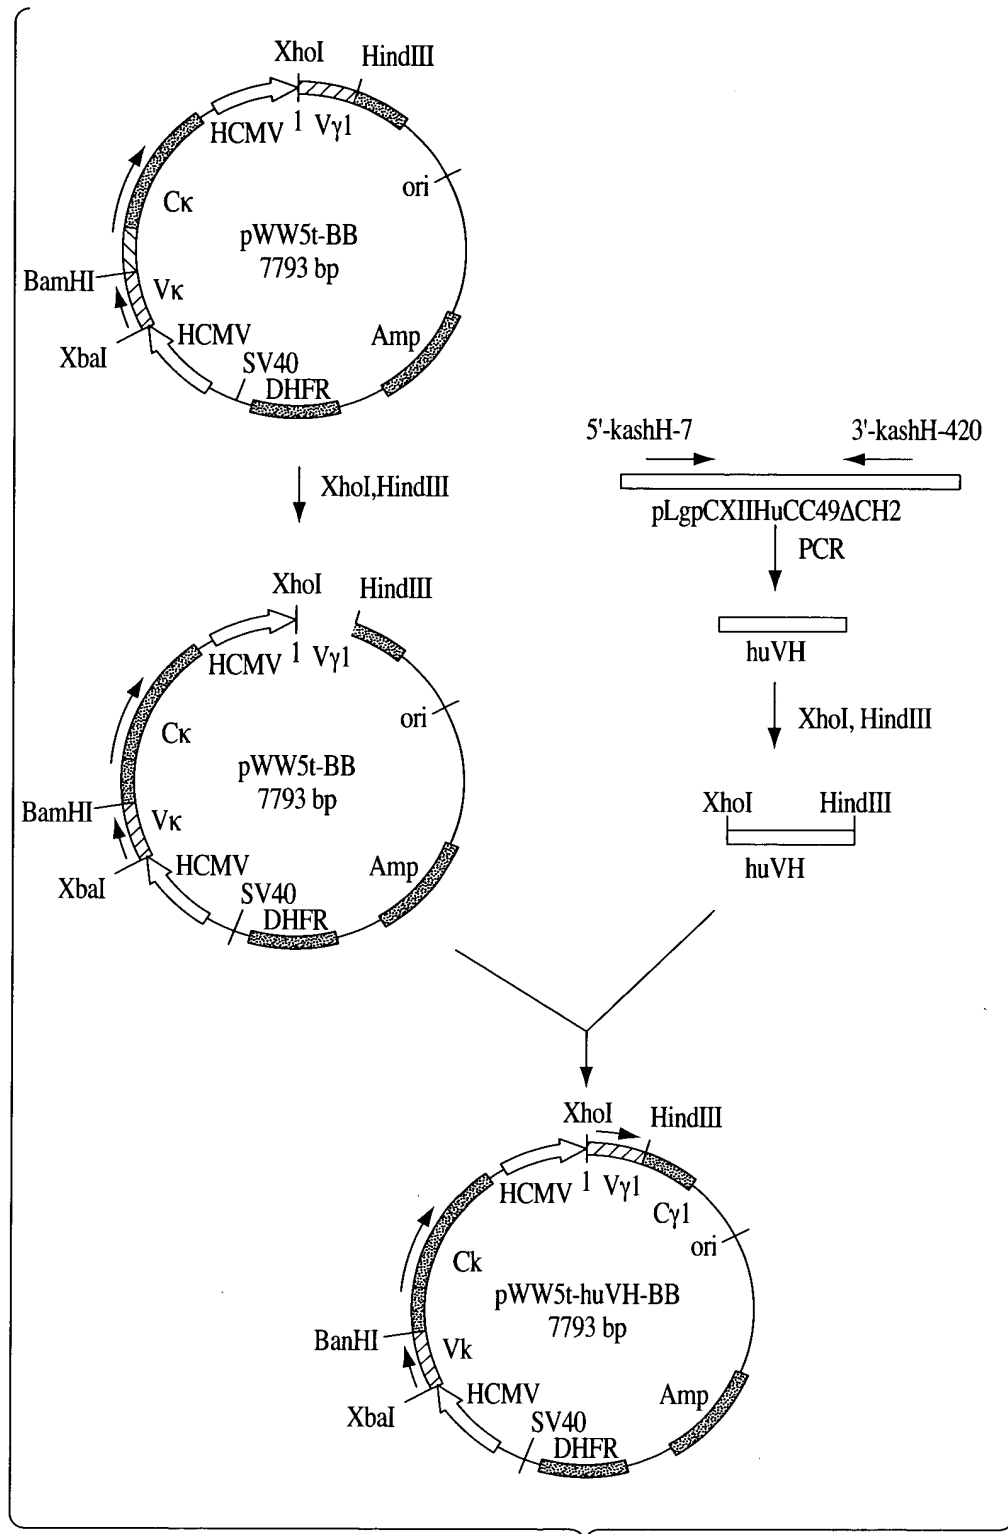 XhoI
HindIII
HCMV
1
Vγ1
ori
Cκ
pWW5t-BB
7793 bp
BamHI
Vκ
HCMV
XbaI
SV40
DHFR
Amp
XhoI,HindIII
5'-kashH-7
3'-kashH-420
pLgpCXIIHuCC49ΔCH2
PCR
huVH
XhoI, HindIII
XhoI
HindIII
huVH
XhoI
HindIII
HCMV
1
Vγ1
ori
Cκ
pWW5t-BB
7793 bp
BamHI
Vκ
HCMV
XbaI
SV40
DHFR
Amp
XhoI
HindIII
HCMV
1
Vγ1
Cγ1
ori
Ck
pWW5t-huVH-BB
7793 bp
BanHI
Vk
HCMV
XbaI
SV40
DHFR
Amp